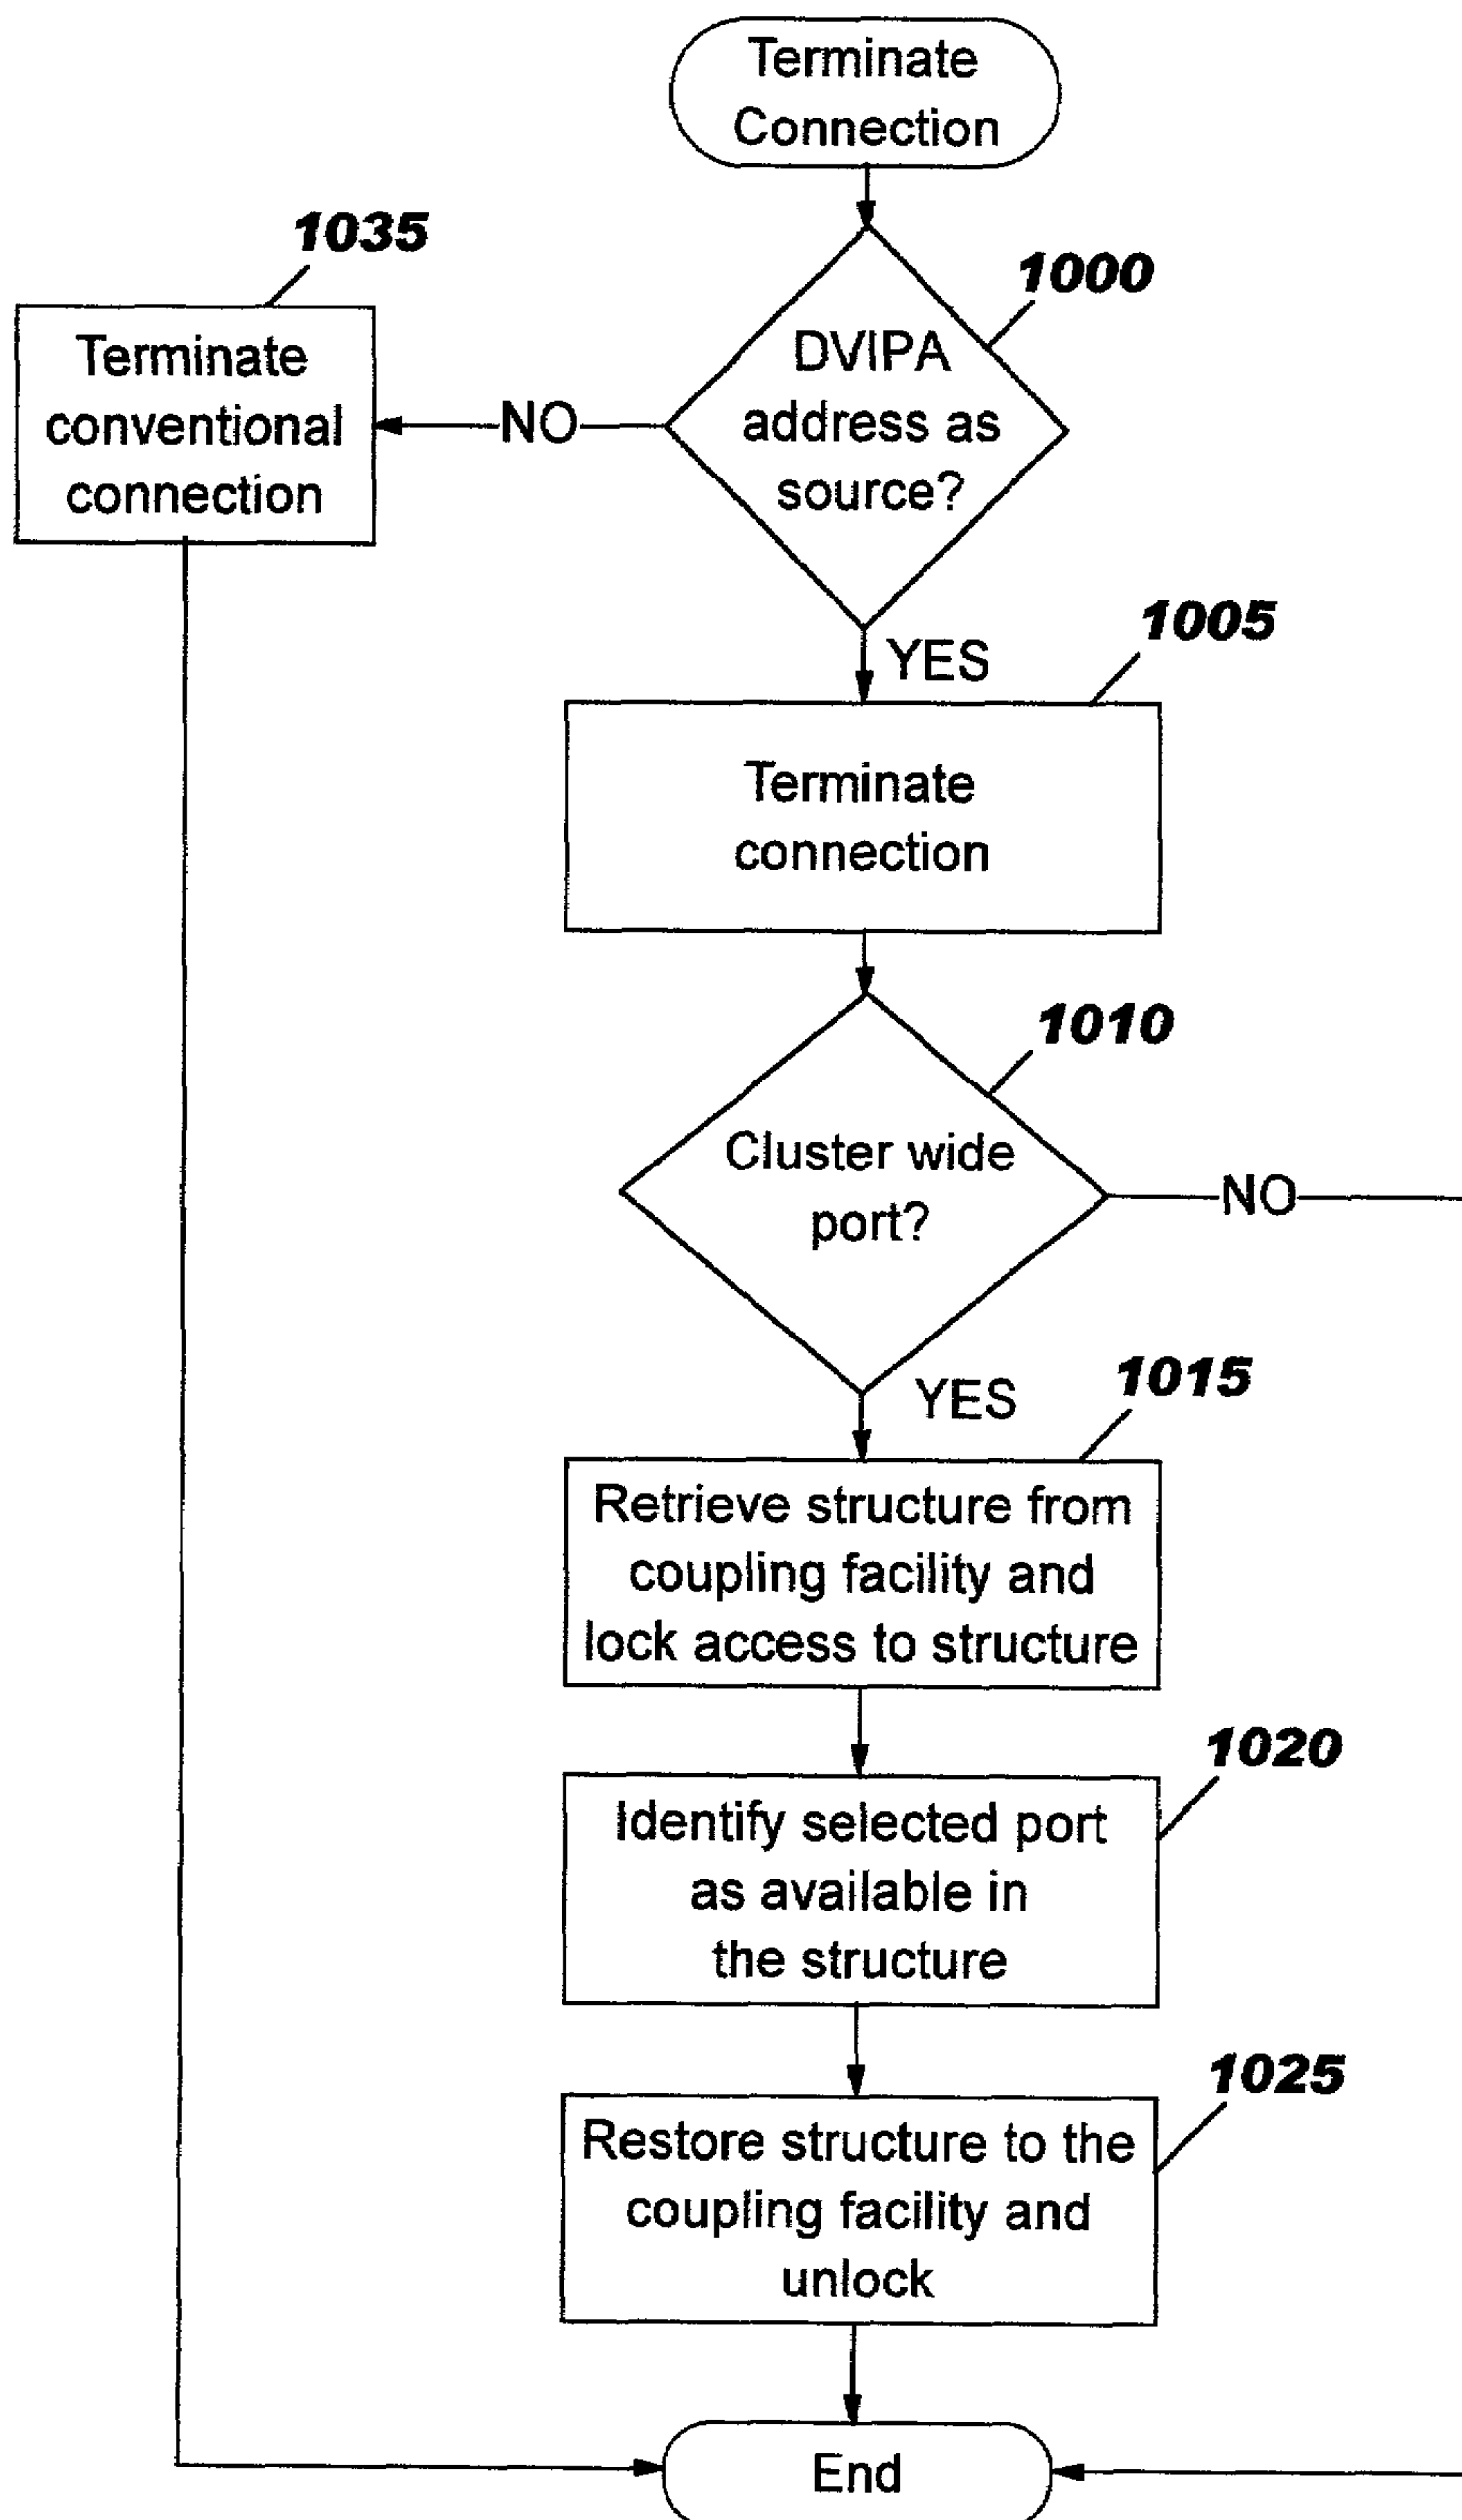 Terminate
Connection
1035
1000
Terminate
conventional
connection
NO
DVIPA
address as
source?
YES
1005
Terminate
connection
1010
Cluster wide
port?
NO
YES
1015
Retrieve structure from
coupling facility and
lock access to structure
1020
Identify selected port
as available in
the structure
1025
Restore structure to the
coupling facility and
unlock
End